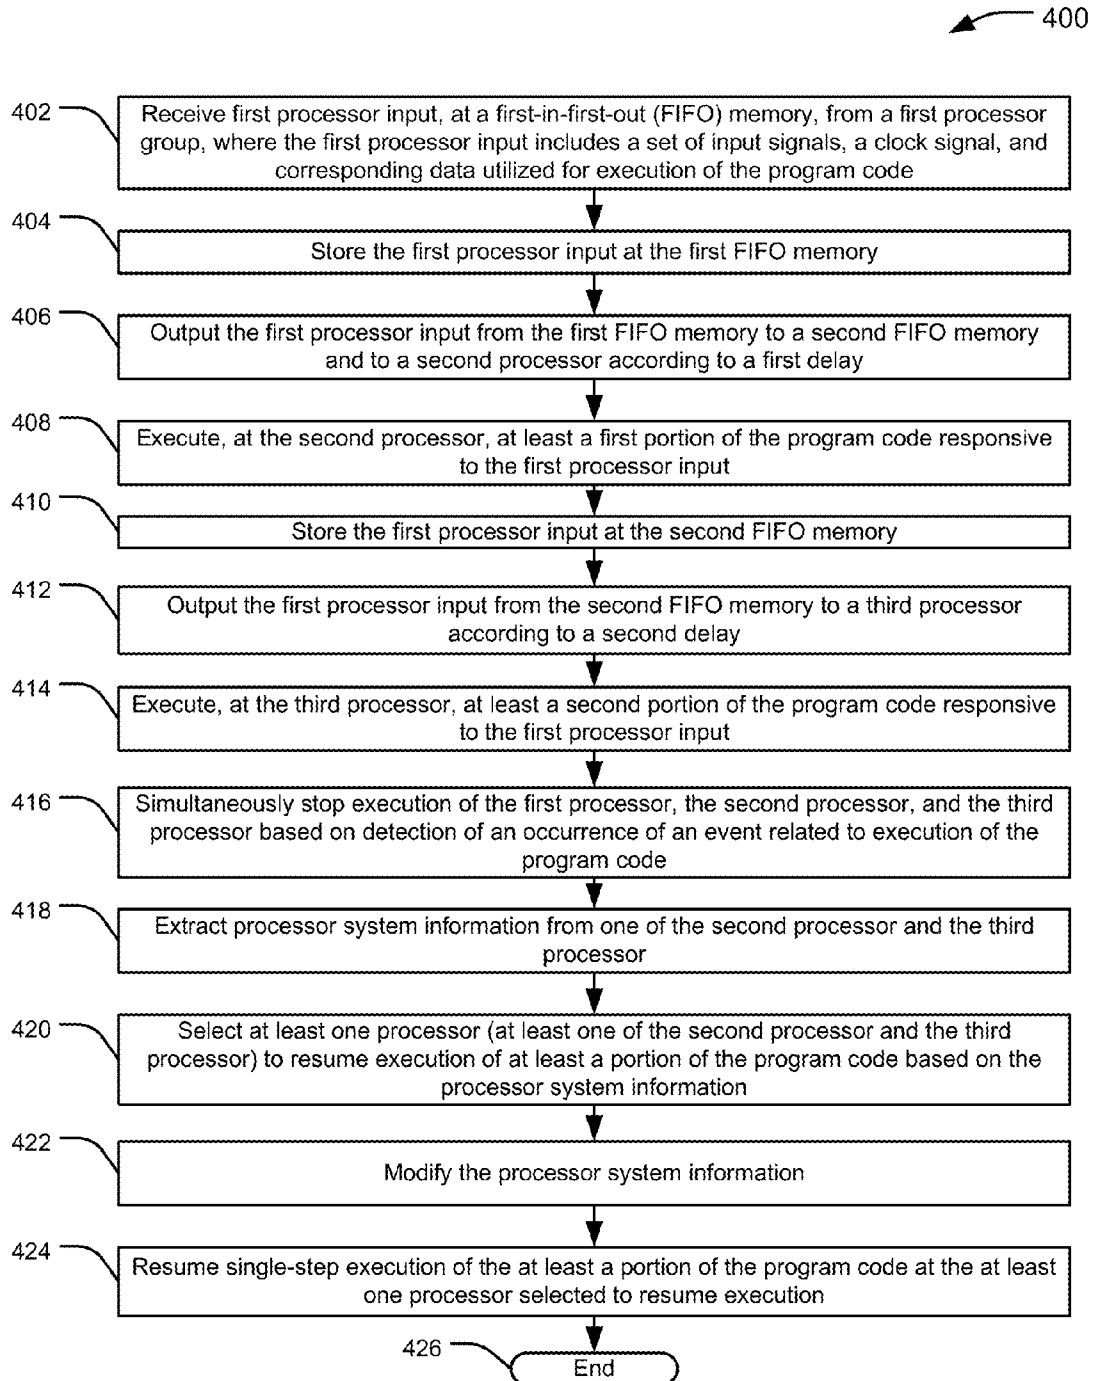 400
402
Receive first processor input, at a first-in-first-out (FIFO) memory, from a first processor
group, where the first processor input includes a set of input signals, a clock signal, and
corresponding data utilized for execution of the program code
404
Store the first processor input at the first FIFO memory
406
Output the first processor input from the first FIFO memory to a second FIFO memory
and to a second processor according to a first delay
408
Execute, at the second processor, at least a first portion of the program code responsive
to the first processor input
410
Store the first processor input at the second FIFO memory
412
Output the first processor input from the second FIFO memory to a third processor
according to a second delay
414
Execute, at the third processor, at least a second portion of the program code responsive
to the first processor input
416
Simultaneously stop execution of the first processor, the second processor, and the third
processor based on detection of an occurrence of an event related to execution of the
program code
418
Extract processor system information from one of the second processor and the third
processor
420
Select at least one processor (at least one of the second processor and the third
processor) to resume execution of at least a portion of the program code based on the
processor system information
422
Modify the processor system information
424
Resume single-step execution of the at least a portion of the program code at the at least
one processor selected to resume execution
426
End